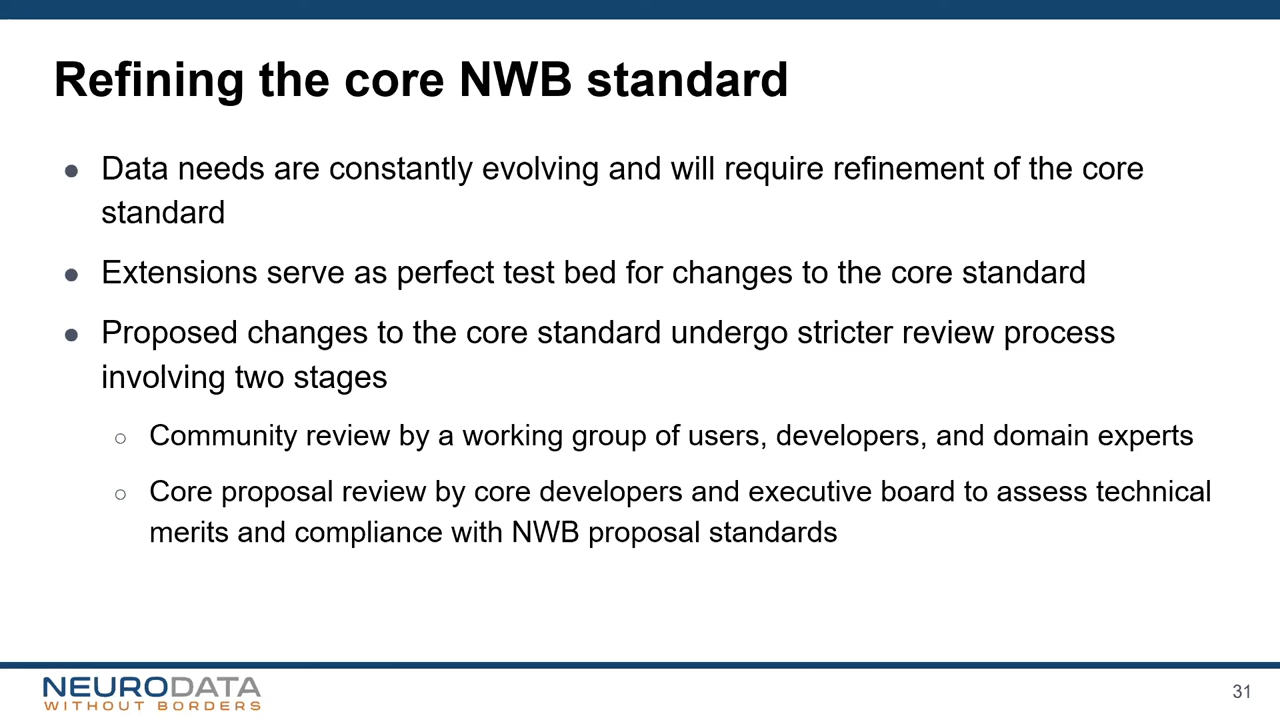 Refining the core NWB standard
● Data needs are constantly evolving and will require refinement of the core
standard
● Extensions serve as perfect test bed for changes to the core standard
● Proposed changes to the core standard undergo stricter review process
involving two stages
○ Community review by a working group of users, developers, and domain experts
○ Core proposal review by core developers and executive board to assess technical
merits and compliance with NWB proposal standards
NEURODATA
WITHOUT BORDERS
31